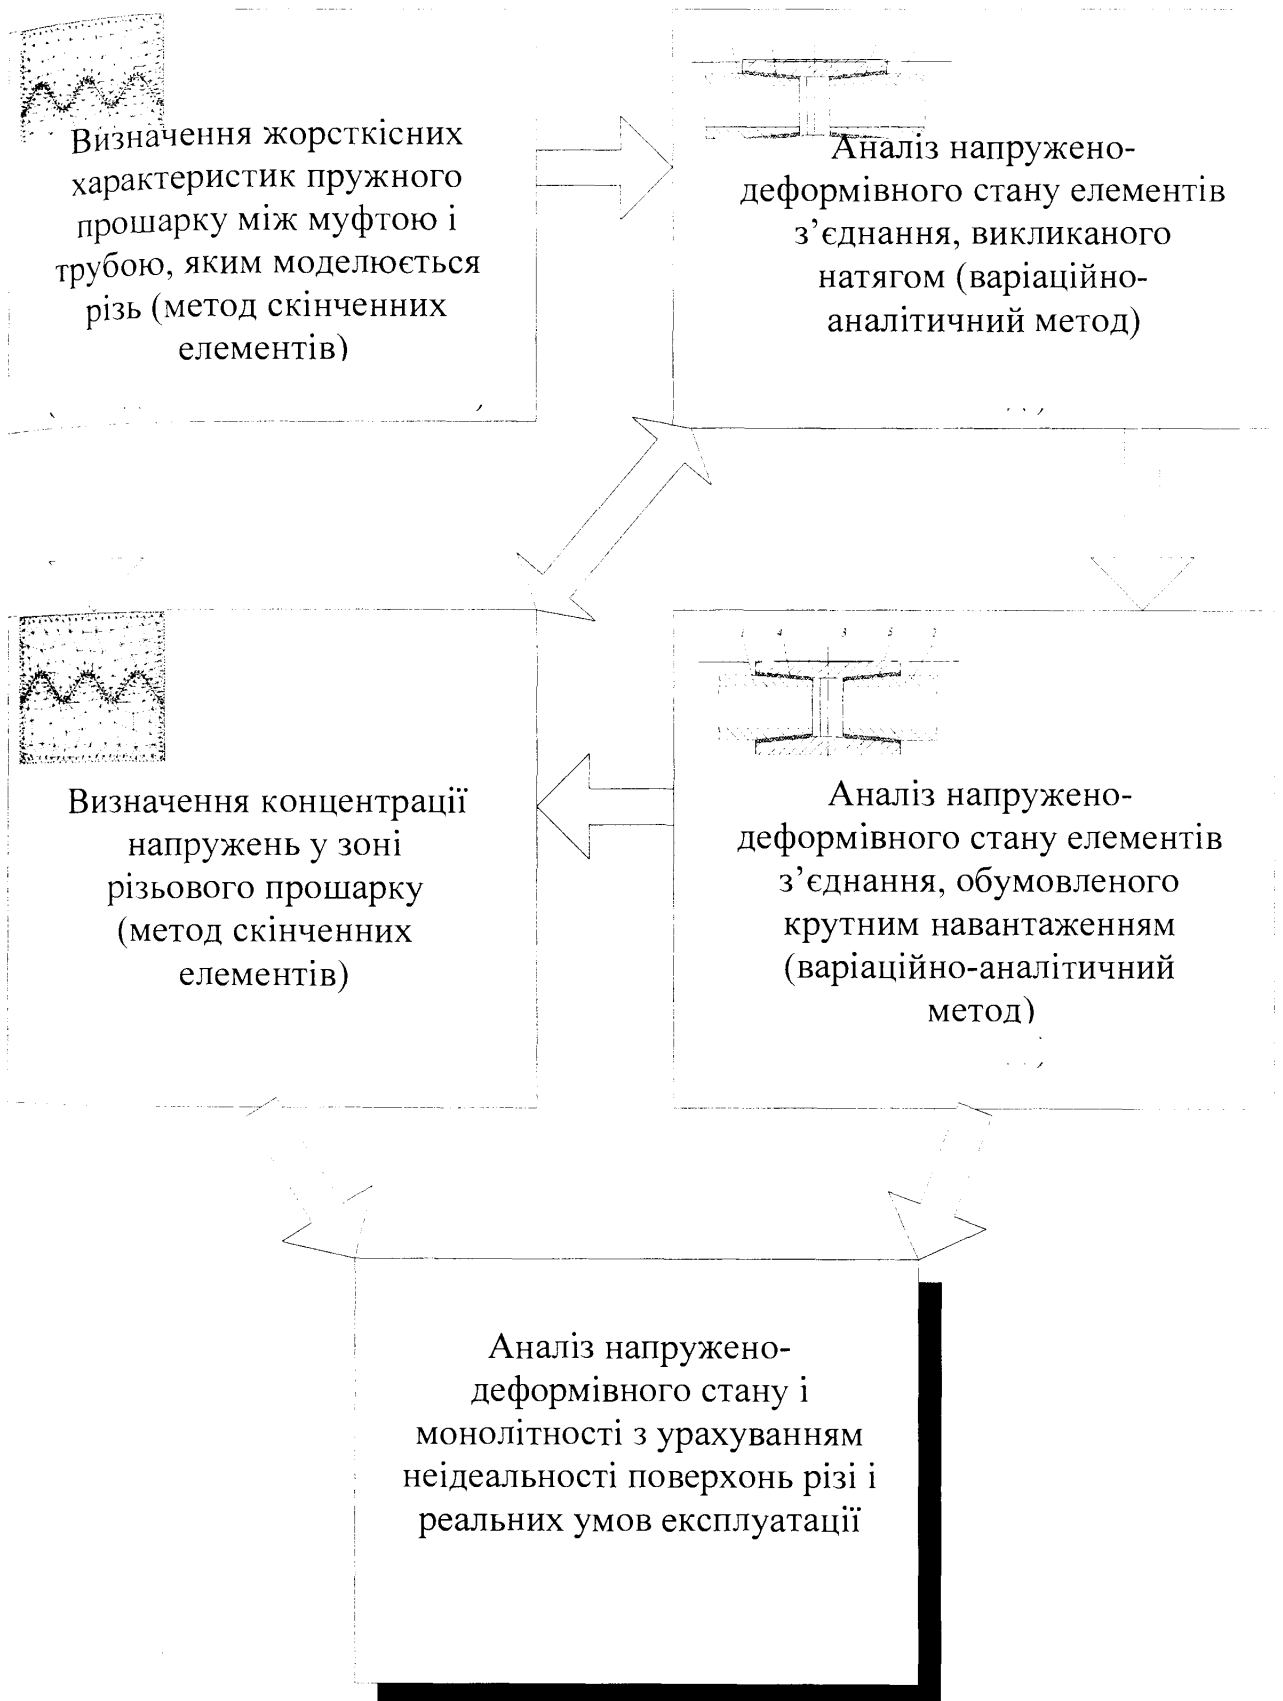 Визначення жорсткісних
характеристик пружного
прошарку між муфтою і
трубою, яким моделюється
різь (метод скінченних
елементів)
Аналіз напружено-
деформівного стану елементів
з’єднання, викликаного
натягом (варіаційно-
аналітичний метод)
Визначення концентрації
напружень у зоні
різьового прошарку
(метод скінченних
елементів)
Аналіз напружено-
деформівного стану елементів
з’єднання, обумовленого
крутним навантаженням
(варіаційно-аналітичний
метод)
Аналіз напружено-
деформівного стану і
монолітності з урахуванням
неідеальності поверхонь різі і
реальних умов експлуатації